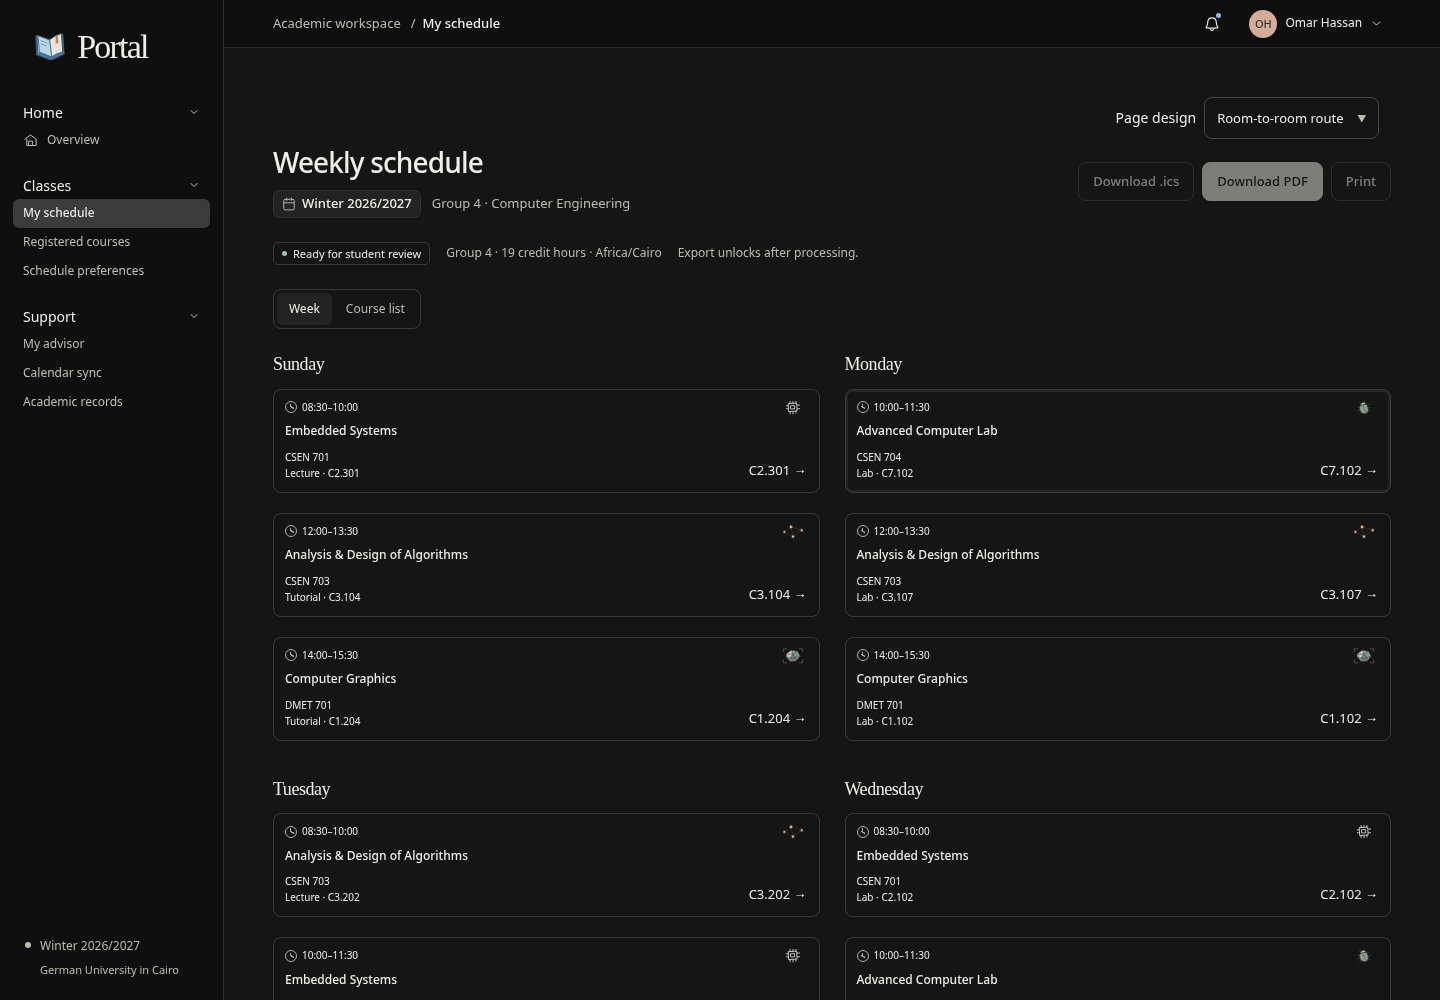 Portal
Home
Overview
Classes
My schedule
Registered courses
Schedule preferences
Support
My advisor
Calendar sync
Academic records
Winter 2026/2027
German University in Cairo
Academic workspace / My schedule
OH Omar Hassan
Page design Room-to-room route
Weekly schedule
Winter 2026/2027 Group 4 · Computer Engineering
Download .ics Download PDF Print
Ready for student review Group 4 · 19 credit hours · Africa/Cairo Export unlocks after processing.
Week Course list
Sunday
08:30–10:00
Embedded Systems
CSEN 701
Lecture · C2.301
C2.301 →
12:00–13:30
Analysis & Design of Algorithms
CSEN 703
Tutorial · C3.104
C3.104 →
14:00–15:30
Computer Graphics
DMET 701
Tutorial · C1.204
C1.204 →
Monday
10:00–11:30
Advanced Computer Lab
CSEN 704
Lab · C7.102
C7.102 →
12:00–13:30
Analysis & Design of Algorithms
CSEN 703
Lab · C3.107
C3.107 →
14:00–15:30
Computer Graphics
DMET 701
Lab · C1.102
C1.102 →
Tuesday
08:30–10:00
Analysis & Design of Algorithms
CSEN 703
Lecture · C3.202
C3.202 →
10:00–11:30
Embedded Systems
Wednesday
08:30–10:00
Embedded Systems
CSEN 701
Lab · C2.102
C2.102 →
10:00–11:30
Advanced Computer Lab